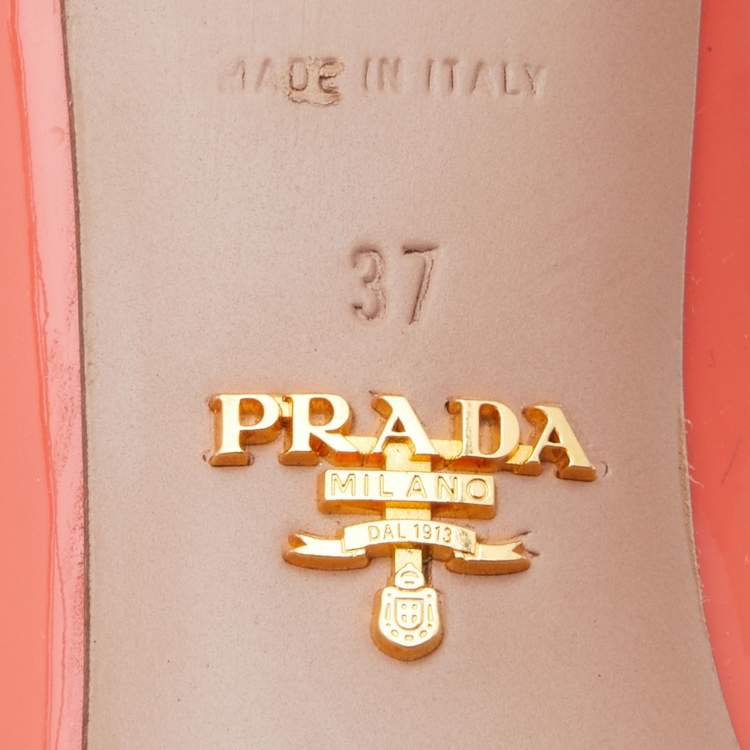 MADE IN ITALY
37
PRADA
MILANO
DAL 1913